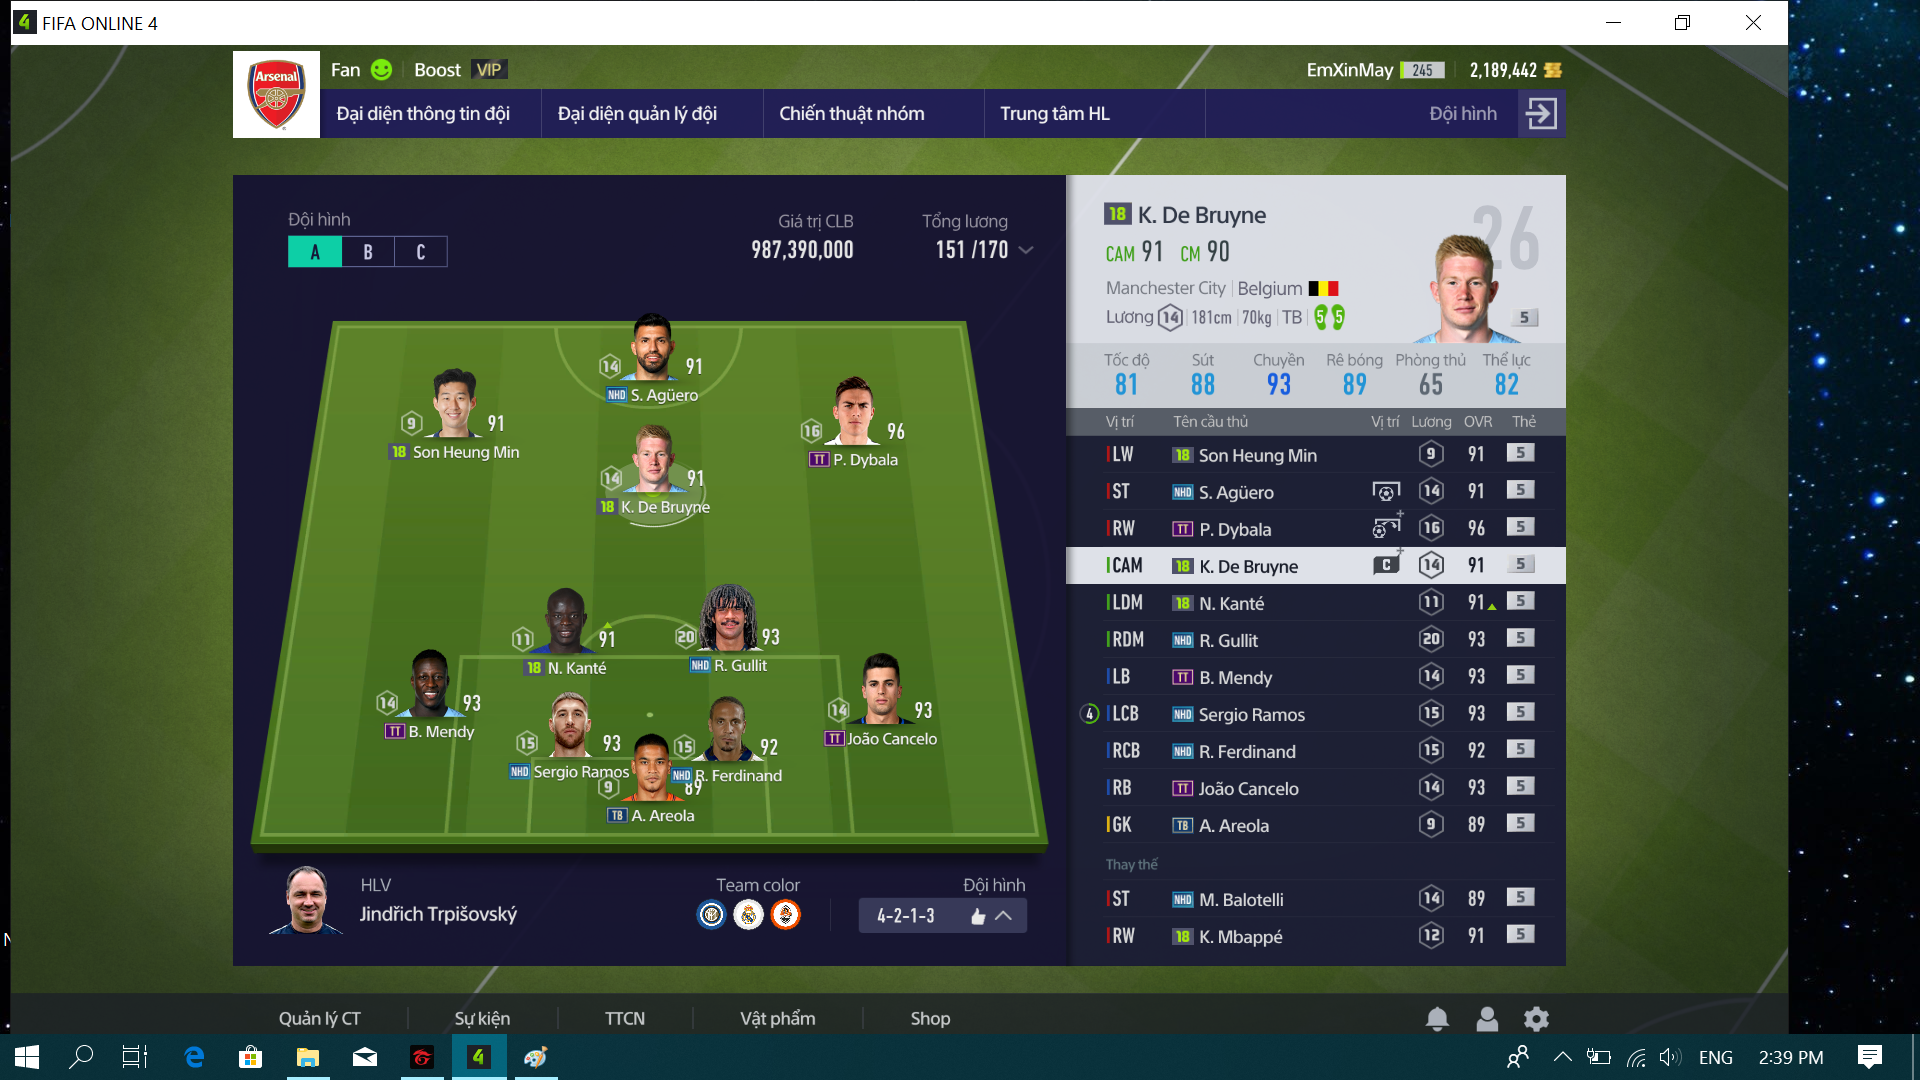 FIFA ONLINE 4
Arsenal
Fan Boost VIP
EmXinMay 245 2,189,442
Đại diện thông tin đội
Đại diện quản lý đội
Chiến thuật nhóm
Trung tâm HL
Đội hình
Đội hình
A B C
Giá trị CLB
987,390,000
Tổng lương
151 /170
14 91
NHD S. Agüero
9 91
18 Son Heung Min
16 96
TT P. Dybala
14 91
18 K. De Bruyne
11 91
18 N. Kanté
20 93
NHD R. Gullit
14 93
TT B. Mendy
15 93
NHD Sergio Ramos
15 92
NHD R. Ferdinand
14 93
TT João Cancelo
9 89
TB A. Areola
HLV
Jindřich Trpišovský
Team color
Đội hình
4-2-1-3
18 K. De Bruyne
26
CAM 91 CM 90
Manchester City Belgium
Lương 14 181cm 70kg TB 5 5
5
Tốc độ Sút Chuyền Rê bóng Phòng thủ Thể lực
81 88 93 89 65 82
Vị trí Tên cầu thủ Vị trí Lương OVR Thẻ
LW 18 Son Heung Min 9 91 5
ST NHD S. Agüero 14 91 5
RW TT P. Dybala 16 96 5
CAM 18 K. De Bruyne C 14 91 5
LDM 18 N. Kanté 11 91 5
RDM NHD R. Gullit 20 93 5
LB TT B. Mendy 14 93 5
4 LCB NHD Sergio Ramos 15 93 5
RCB NHD R. Ferdinand 15 92 5
RB TT João Cancelo 14 93 5
GK TB A. Areola 9 89 5
Thay thế
ST NHD M. Balotelli 14 89 5
RW 18 K. Mbappé 12 91 5
Quản lý CT
Sự kiện
TTCN
Vật phẩm
Shop
N
ENG 2:39 PM